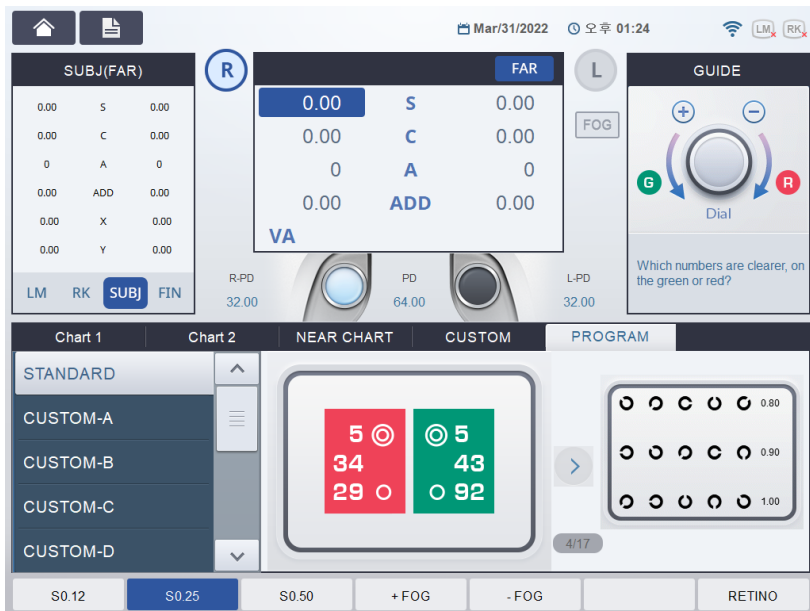 Mar/31/2022 오후 01:24 LM RK
SUBJ(FAR)
0.00 S 0.00
0.00 C 0.00
0 A 0
0.00 ADD 0.00
0.00 X 0.00
0.00 Y 0.00
LM RK SUBJ FIN
R FAR L
0.00 S 0.00
0.00 C 0.00
0 A 0
0.00 ADD 0.00
VA
FOG
R-PD PD L-PD
32.00 64.00 32.00
GUIDE
+ −
G R
Dial
Which numbers are clearer, on
the green or red?
Chart 1 Chart 2 NEAR CHART CUSTOM PROGRAM
STANDARD
CUSTOM-A
CUSTOM-B
CUSTOM-C
CUSTOM-D
5 5
34 43
29 92
4/17
0.80
0.90
1.00
S0.12 S0.25 S0.50 +FOG -FOG RETINO